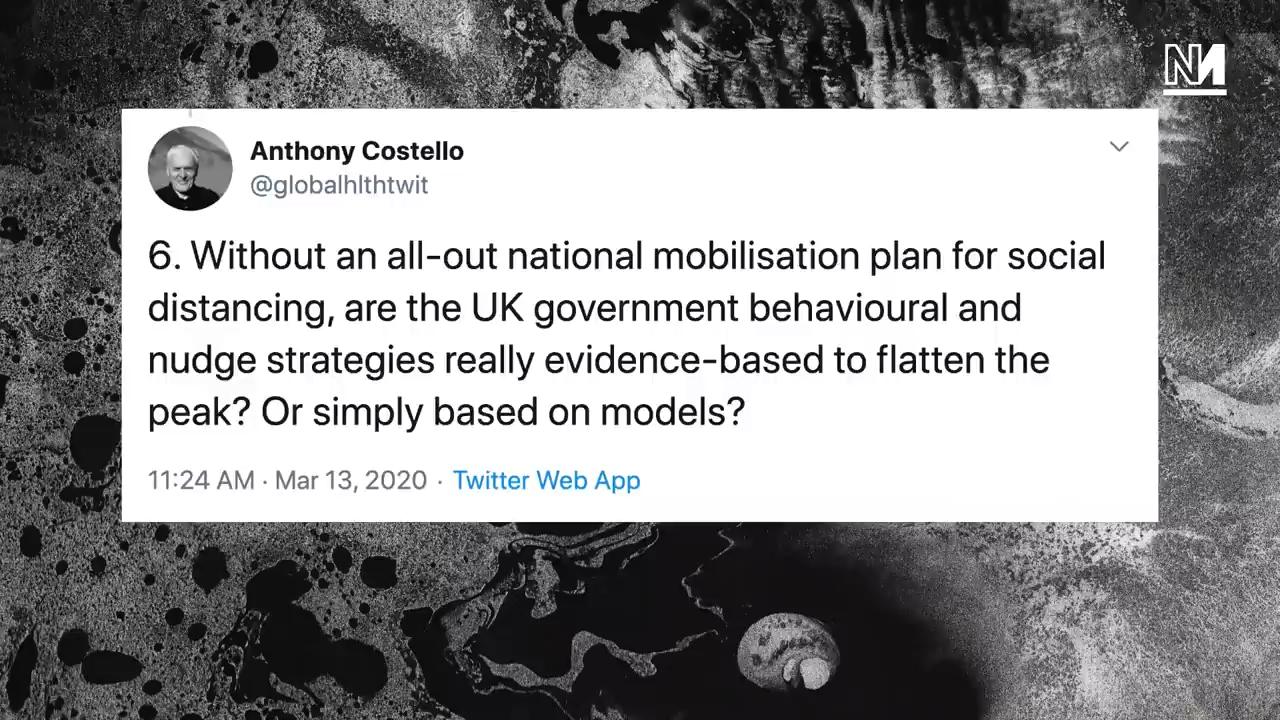 NM
Anthony Costello
@globalhlthtwit
6. Without an all-out national mobilisation plan for social
distancing, are the UK government behavioural and
nudge strategies really evidence-based to flatten the
peak? Or simply based on models?
11:24 AM · Mar 13, 2020 · Twitter Web App